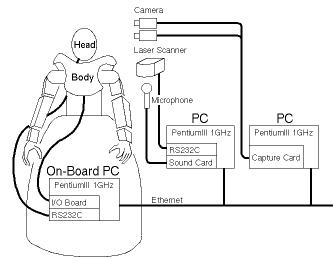 Camera
Head
Laser Scanner
Body
Microphone
PC
PC
PentiumIII 1GHz
PentiumIII 1GHz
RS232C
Sound Card
Capture Card
On-Board PC
PentiumIII 1GHz
I/O Board
RS232C
Ethernet